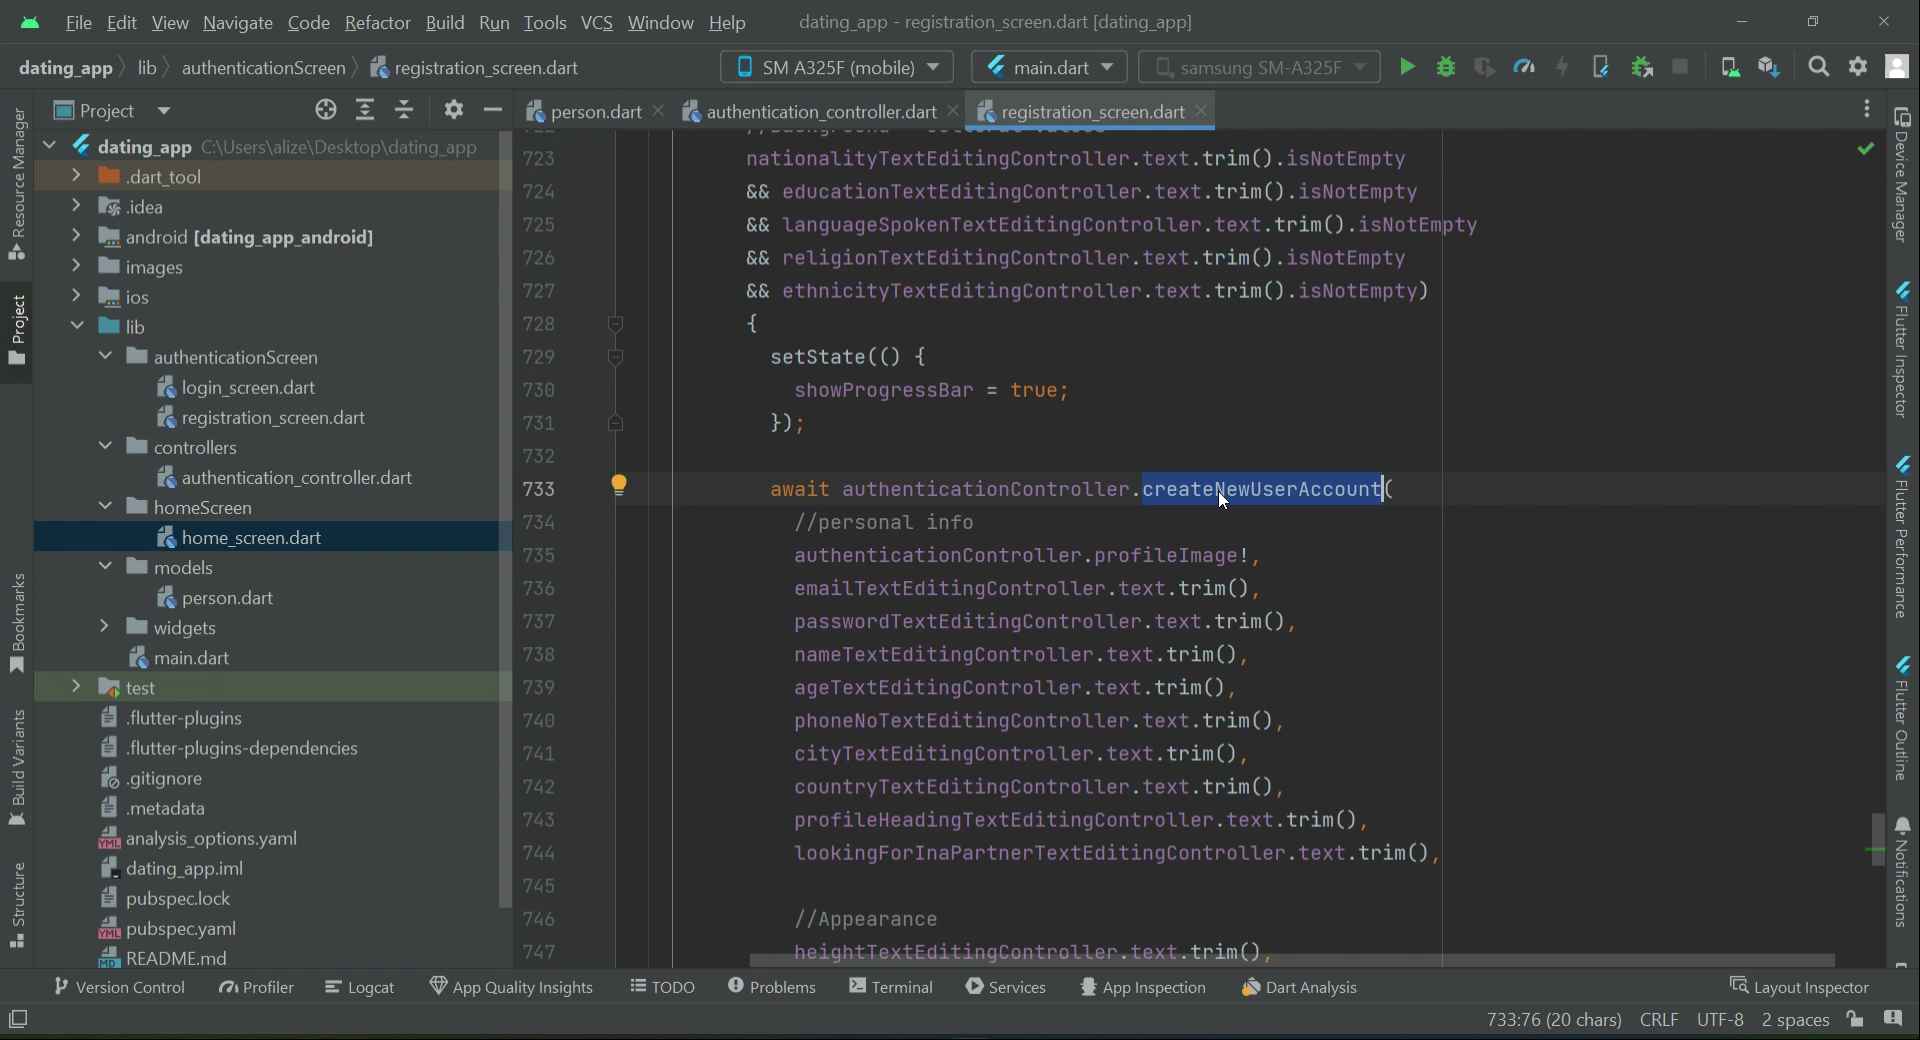 File Edit View Navigate Code Refactor Build Run Tools VCS Window Help dating_app - registration_screen.dart [dating_app]
dating_app lib authenticationScreen registration_screen.dart SM A325F (mobile) main.dart samsung SM-A325F
Project person.dart authentication_controller.dart registration_screen.dart
Resource Manager
Project
Bookmarks
Build Variants
Structure
dating_app C:\Users\alize\Desktop\dating_app
.dart_tool
.idea
android [dating_app_android]
images
ios
lib
authenticationScreen
login_screen.dart
registration_screen.dart
controllers
authentication_controller.dart
homeScreen
home_screen.dart
models
person.dart
widgets
main.dart
test
.flutter-plugins
.flutter-plugins-dependencies
.gitignore
.metadata
analysis_options.yaml
dating_app.iml
pubspec.lock
pubspec.yaml
README.md
723 nationalityTextEditingController.text.trim().isNotEmpty
724 && educationTextEditingController.text.trim().isNotEmpty
725 && languageSpokenTextEditingController.text.trim().isNotEmpty
726 && religionTextEditingController.text.trim().isNotEmpty
727 && ethnicityTextEditingController.text.trim().isNotEmpty)
728 {
729 setState(() {
730 showProgressBar = true;
731 });
732
733 await authenticationController.createNewUserAccount(
734 //personal info
735 authenticationController.profileImage!,
736 emailTextEditingController.text.trim(),
737 passwordTextEditingController.text.trim(),
738 nameTextEditingController.text.trim(),
739 ageTextEditingController.text.trim(),
740 phoneNoTextEditingController.text.trim(),
741 cityTextEditingController.text.trim(),
742 countryTextEditingController.text.trim(),
743 profileHeadingTextEditingController.text.trim(),
744 lookingForInaPartnerTextEditingController.text.trim(),
745
746 //Appearance
747 heightTextEditingController.text.trim(),
Device Manager
Flutter Inspector
Flutter Performance
Flutter Outline
Notifications
Version Control Profiler Logcat App Quality Insights TODO Problems Terminal Services App Inspection Dart Analysis Layout Inspector
733:76 (20 chars) CRLF UTF-8 2 spaces